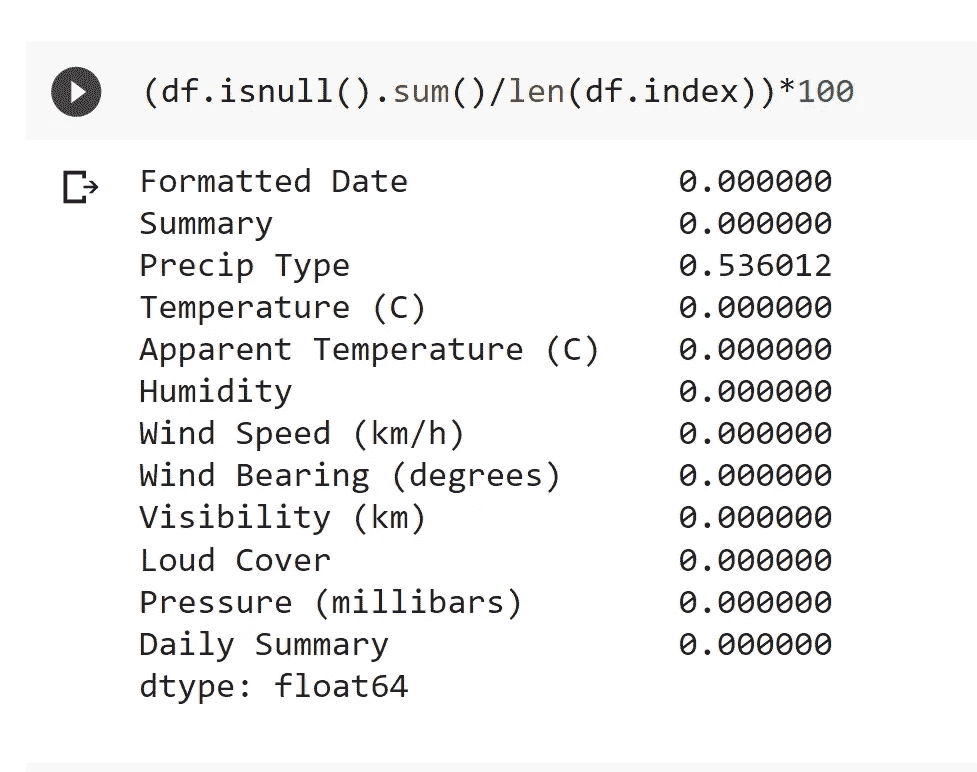 (df.isnull().sum()/len(df.index))*100
Formatted Date 0.000000
Summary 0.000000
Precip Type 0.536012
Temperature (C) 0.000000
Apparent Temperature (C) 0.000000
Humidity 0.000000
Wind Speed (km/h) 0.000000
Wind Bearing (degrees) 0.000000
Visibility (km) 0.000000
Loud Cover 0.000000
Pressure (millibars) 0.000000
Daily Summary 0.000000
dtype: float64